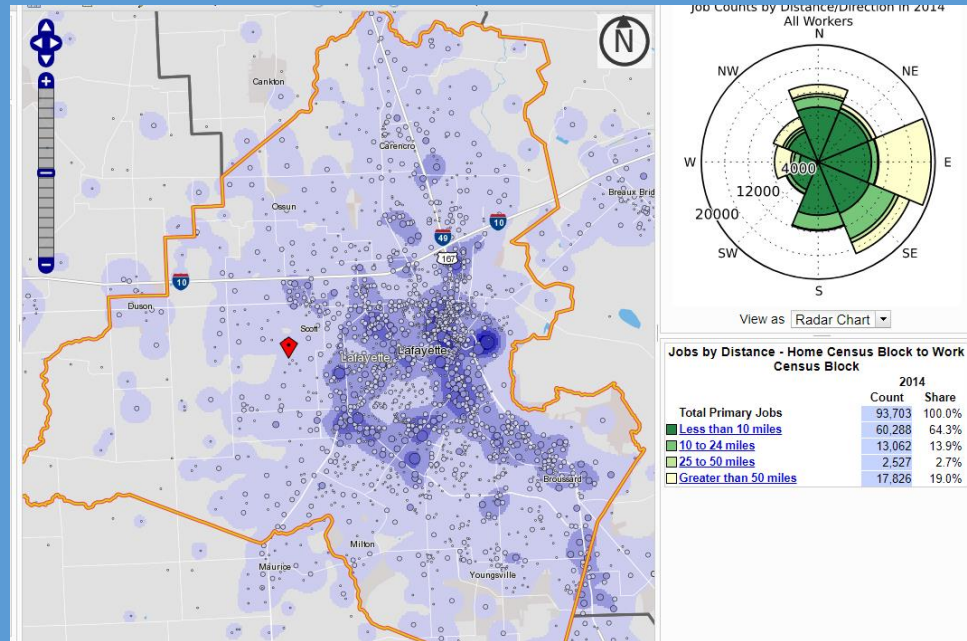 Job Counts by Distance/Direction in 2014
All Workers
N
NW
NE
W
E
4000
12000
20000
SW
SE
S
View as Radar Chart
Jobs by Distance - Home Census Block to Work
Census Block
2014
Count Share
Total Primary Jobs 93,703 100.0%
Less than 10 miles 60,288 64.3%
10 to 24 miles 13,062 13.9%
25 to 50 miles 2,527 2.7%
Greater than 50 miles 17,826 19.0%
N
Cankton
Carencro
Breaux Brid
Ossun
10
49
167
10
Duson
Scott
Lafayette
Lafayette
Broussard
Milton
Maurice
Youngsville